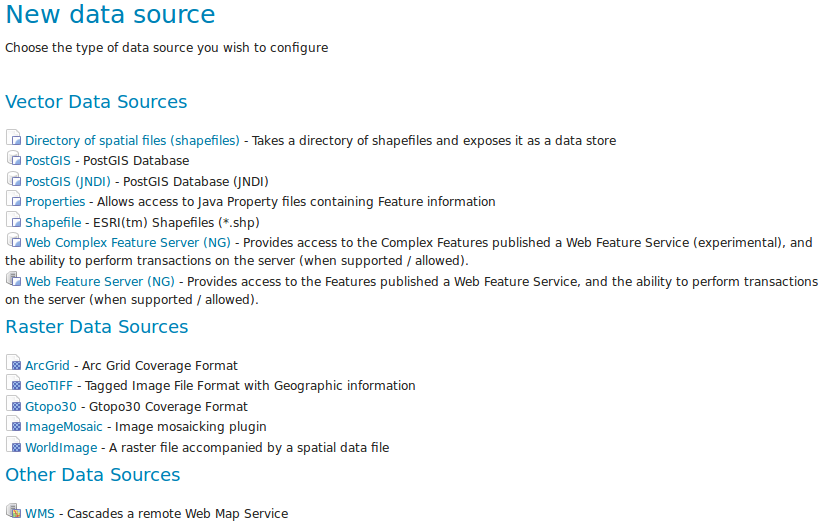 New data source
Choose the type of data source you wish to configure
Vector Data Sources
Directory of spatial files (shapefiles) - Takes a directory of shapefiles and exposes it as a data store
PostGIS - PostGIS Database
PostGIS (JNDI) - PostGIS Database (JNDI)
Properties - Allows access to Java Property files containing Feature information
Shapefile - ESRI(tm) Shapefiles (*.shp)
Web Complex Feature Server (NG) - Provides access to the Complex Features published a Web Feature Service (experimental), and
the ability to perform transactions on the server (when supported / allowed).
Web Feature Server (NG) - Provides access to the Features published a Web Feature Service, and the ability to perform transactions
on the server (when supported / allowed).
Raster Data Sources
ArcGrid - Arc Grid Coverage Format
GeoTIFF - Tagged Image File Format with Geographic information
Gtopo30 - Gtopo30 Coverage Format
ImageMosaic - Image mosaicking plugin
WorldImage - A raster file accompanied by a spatial data file
Other Data Sources
WMS - Cascades a remote Web Map Service